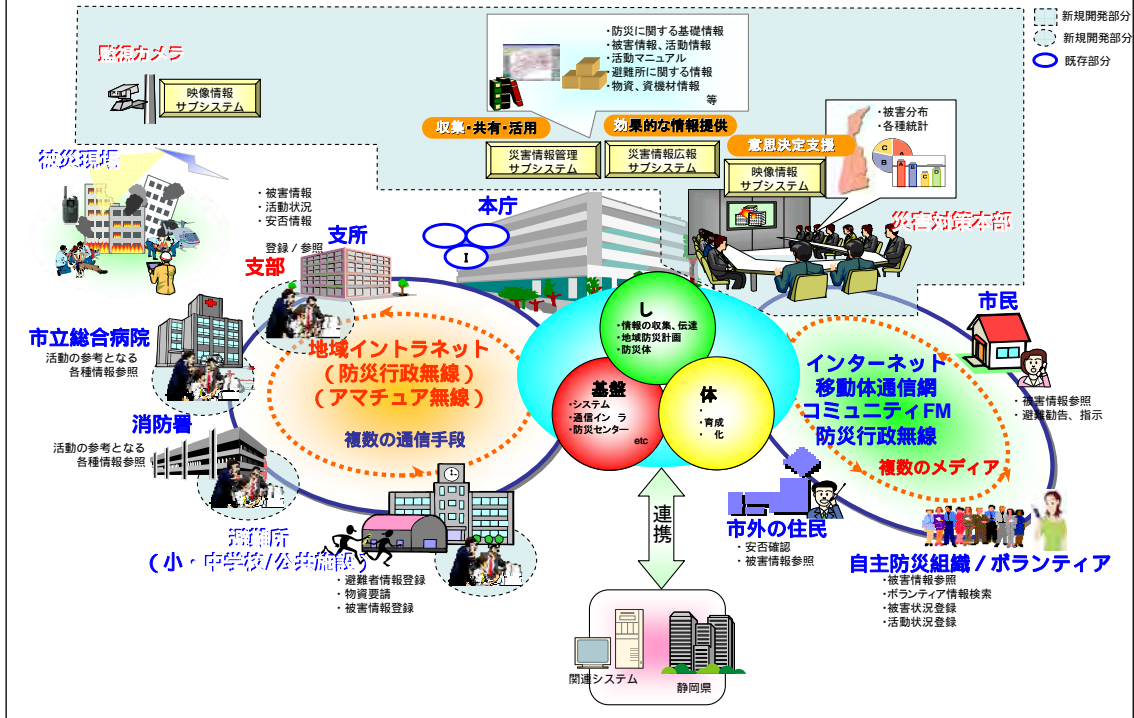 新規開発部分
新規開発部分
既存部分
監視カメラ
映像情報
サブシステム
・防災に関する基礎情報
・被害情報、活動情報
・活動マニュアル
・避難所に関する情報
・物資、資機材情報
等
収集・共有・活用
効果的な情報提供
意思決定支援
災害情報管理
サブシステム
災害情報広報
サブシステム
映像情報
サブシステム
・被害分布
・各種統計
C
A
B
A
B
C
D
被災現場
・被害情報
・活動状況
・安否情報
登録 / 参照
本庁
I
支所
支部
災害対策本部
市立総合病院
活動の参考となる
各種情報参照
消防署
活動の参考となる
各種情報参照
地域イントラネット
(防災行政無線)
(アマチュア無線)
複数の通信手段
し
・情報の収集、伝達
・地域防災計画
・防災体
基盤
・システム
・通信イン ラ
・防災センター
etc
体
・
・育成
・ 化
インターネット
移動体通信網
コミュニティFM
防災行政無線
複数のメディア
市民
・被害情報参照
・避難勧告、指示
避難所
(小・中学校/公共施設)
・避難者情報登録
・物資要請
・被害情報登録
連携
市外の住民
・安否確認
・被害情報参照
自主防災組織 / ボランティア
・被害情報参照
・ボランティア情報検索
・被害状況登録
・活動状況登録
関連システム
静岡県